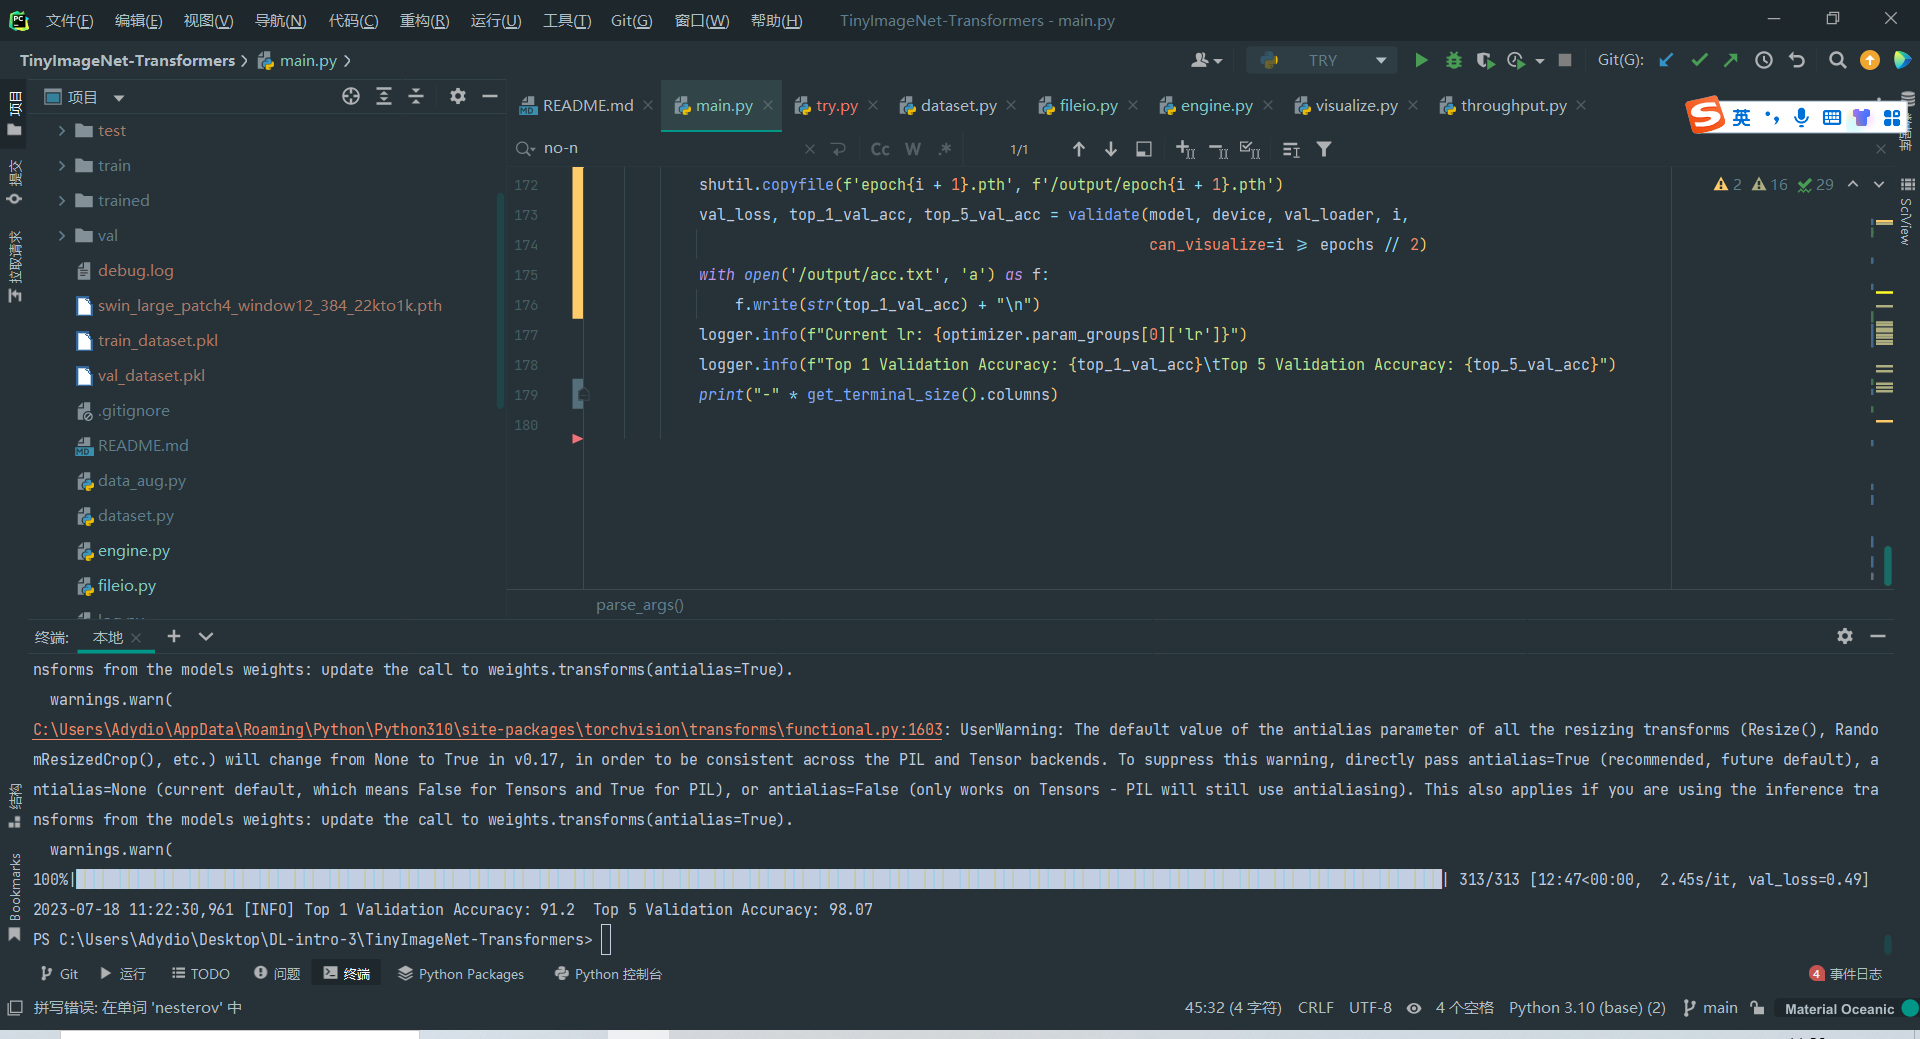 文件(F) 编辑(E) 视图(V) 导航(N) 代码(C) 重构(R) 运行(U) 工具(T) Git(G) 窗口(W) 帮助(H) TinyImageNet-Transformers - main.py
TinyImageNet-Transformers main.py TRY Git(G):
项目
README.md main.py try.py dataset.py fileio.py engine.py visualize.py throughput.py
英
no-n Cc W .* 1/1
项目
提交
拉取请求
结构
Bookmarks
test
train
trained
val
debug.log
swin_large_patch4_window12_384_22kto1k.pth
train_dataset.pkl
val_dataset.pkl
.gitignore
README.md
data_aug.py
dataset.py
engine.py
fileio.py
172 shutil.copyfile(f'epoch{i + 1}.pth', f'/output/epoch{i + 1}.pth')
173 val_loss, top_1_val_acc, top_5_val_acc = validate(model, device, val_loader, i,
174 can_visualize=i >= epochs // 2)
175 with open('/output/acc.txt', 'a') as f:
176 f.write(str(top_1_val_acc) + "\n")
177 logger.info(f"Current lr: {optimizer.param_groups[0]['lr']}")
178 logger.info(f"Top 1 Validation Accuracy: {top_1_val_acc}\tTop 5 Validation Accuracy: {top_5_val_acc}")
179 print("-" * get_terminal_size().columns)
180
2 16 29
SciView
parse_args()
终端: 本地
nsforms from the models weights: update the call to weights.transforms(antialias=True).
warnings.warn(
C:\Users\Adydio\AppData\Roaming\Python\Python310\site-packages\torchvision\transforms\functional.py:1603: UserWarning: The default value of the antialias parameter of all the resizing transforms (Resize(), Rando
mResizedCrop(), etc.) will change from None to True in v0.17, in order to be consistent across the PIL and Tensor backends. To suppress this warning, directly pass antialias=True (recommended, future default), a
ntialias=None (current default, which means False for Tensors and True for PIL), or antialias=False (only works on Tensors - PIL will still use antialiasing). This also applies if you are using the inference tra
nsforms from the models weights: update the call to weights.transforms(antialias=True).
warnings.warn(
100%| | 313/313 [12:47<00:00, 2.45s/it, val_loss=0.49]
2023-07-18 11:22:30,961 [INFO] Top 1 Validation Accuracy: 91.2 Top 5 Validation Accuracy: 98.07
PS C:\Users\Adydio\Desktop\DL-intro-3\TinyImageNet-Transformers>
Git 运行 TODO 问题 终端 Python Packages Python 控制台 4 事件日志
拼写错误: 在单词 'nesterov' 中 45:32 (4 字符) CRLF UTF-8 4 个空格 Python 3.10 (base) (2) main Material Oceanic